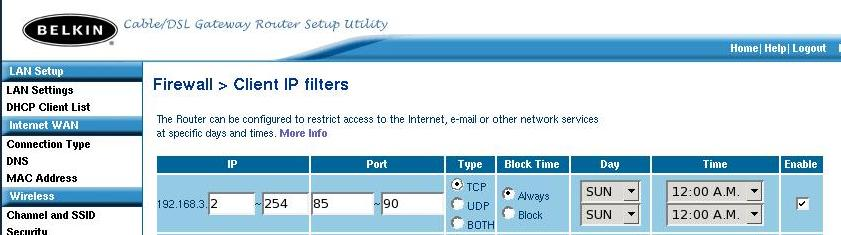 BELKIN
Cable/DSL Gateway Router Setup Utility
Home| Help| Logout
LAN Setup
LAN Settings
DHCP Client List
Internet WAN
Connection Type
DNS
MAC Address
Wireless
Channel and SSID
Security
Firewall > Client IP filters
The Router can be configured to restrict access to the Internet, e-mail or other network services
at specific days and times. More Info
IP Port Type Block Time Day Time Enable
192.168.3. 2 ~ 254 85 ~ 90
TCP
UDP
BOTH
Always
Block
SUN 12:00 A.M.
SUN 12:00 A.M.